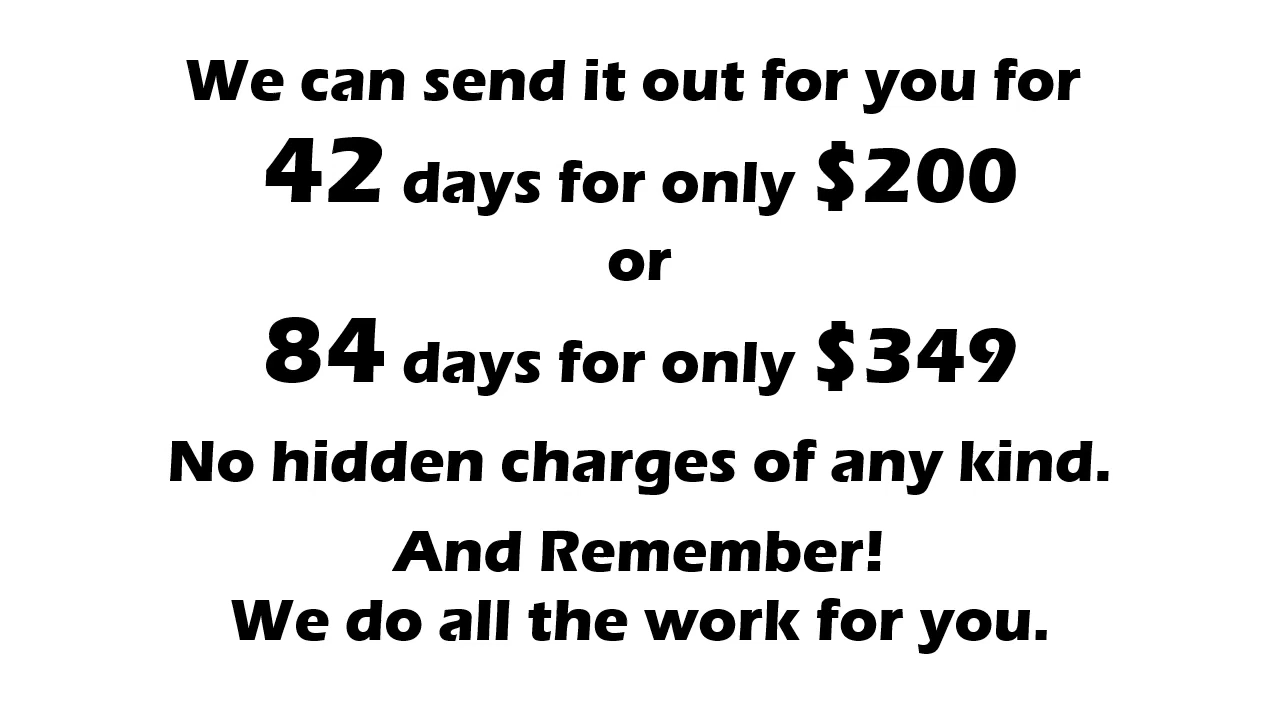 We can send it out for you for
42 days for only $200
or
84 days for only $349
No hidden charges of any kind.
And Remember!
We do all the work for you.